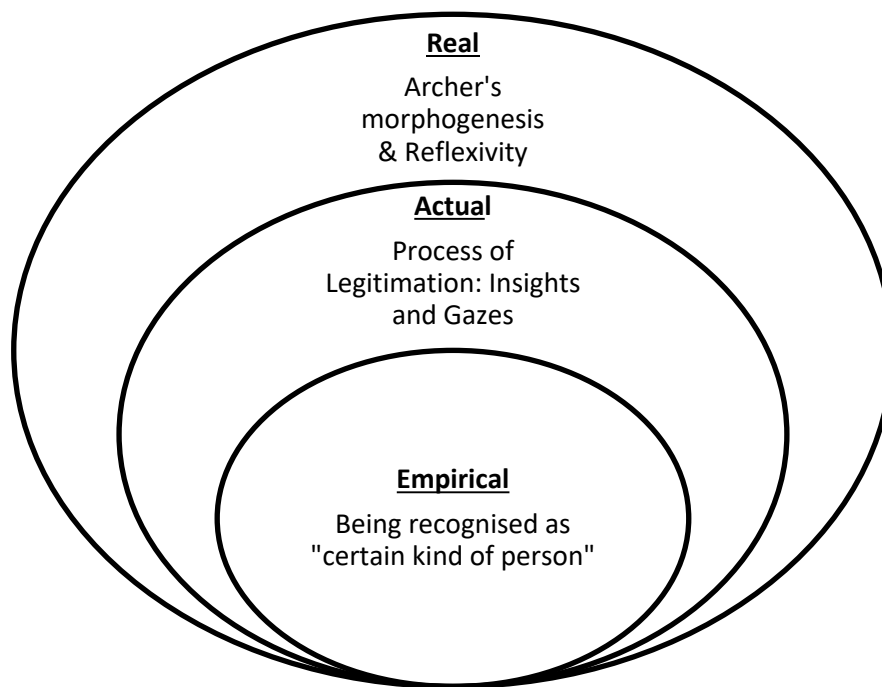 Real
Archer's
morphogenesis
& Reflexivity
Actual
Process of
Legitimation: Insights
and Gazes
Empirical
Being recognised as
"certain kind of person"